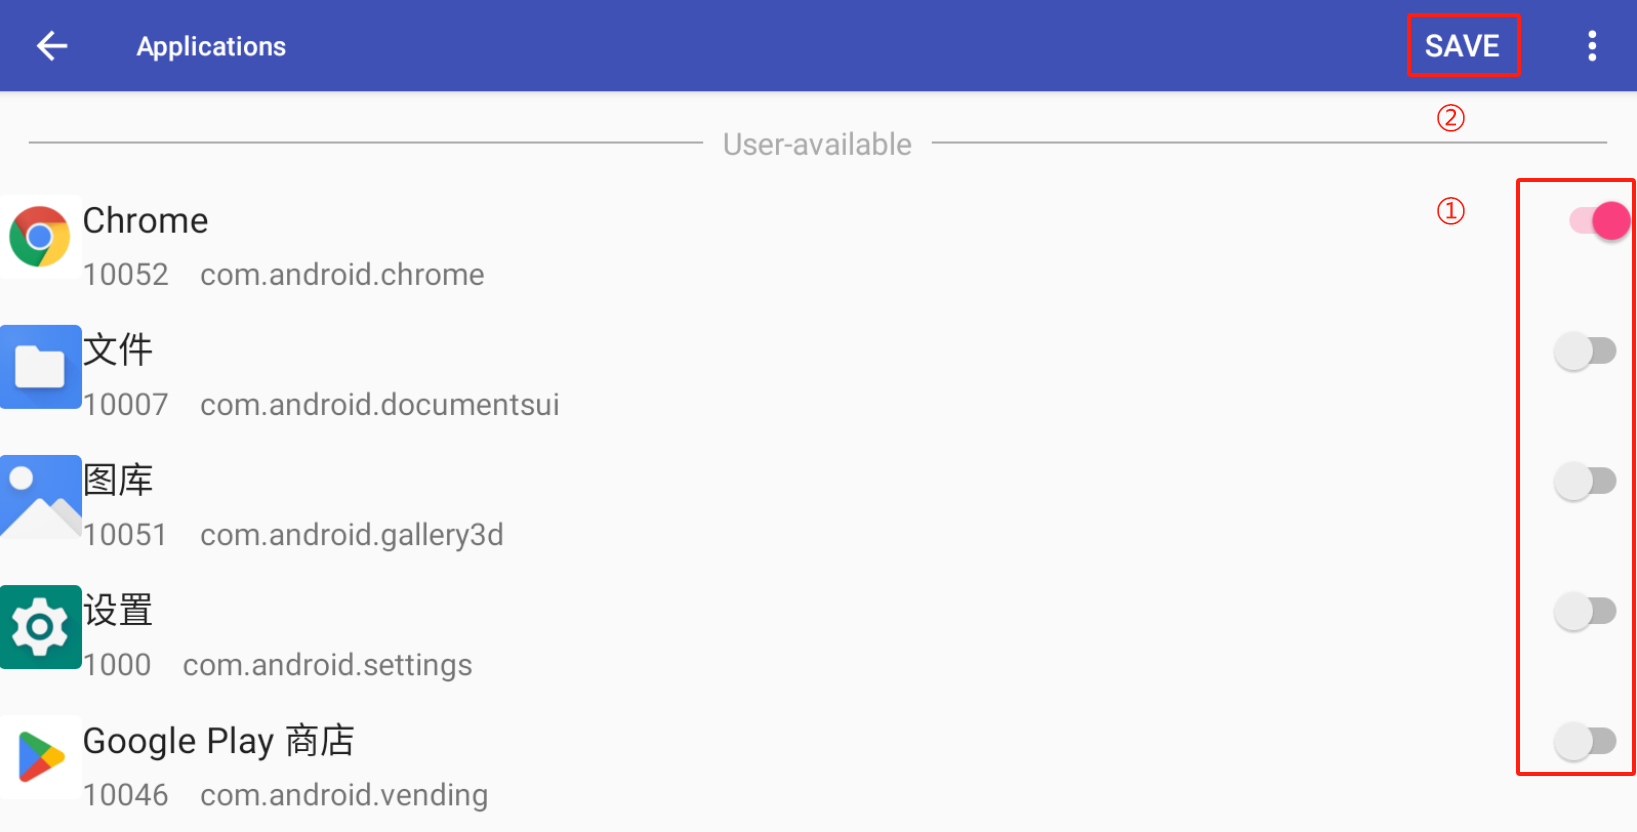 Applications
SAVE
②
User-available
Chrome
①
10052 com.android.chrome
文件
10007 com.android.documentsui
图库
10051 com.android.gallery3d
设置
1000 com.android.settings
Google Play 商店
10046 com.android.vending